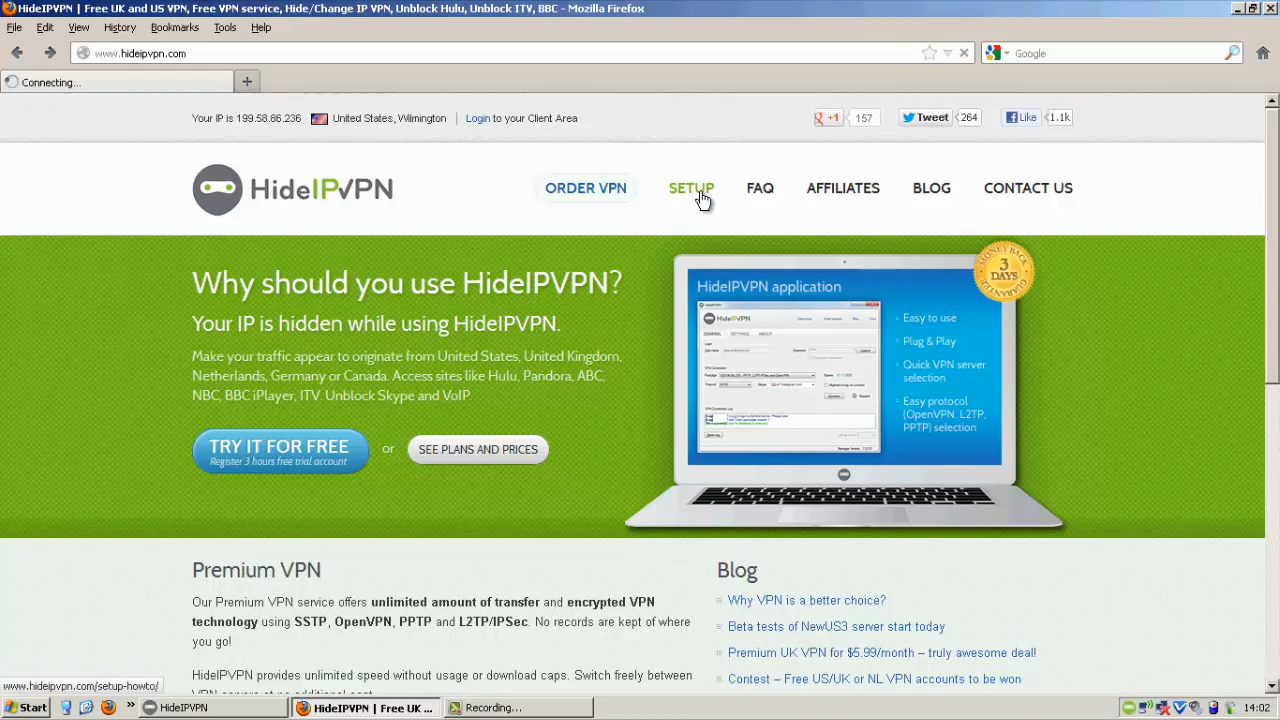 HideIPVPN | Free UK and US VPN, Free VPN service, Hide/Change IP VPN, Unblock Hulu, Unblock ITV, BBC - Mozilla Firefox
File Edit View History Bookmarks Tools Help
www.hideipvpn.com
Google
Connecting...
Your IP is 199.58.86.236 United States, Wilmington | Login to your Client Area
+1 157 Tweet 264 Like 1.1k
HideIPVPN
ORDER VPN SETUP FAQ AFFILIATES BLOG CONTACT US
Why should you use HideIPVPN?
Your IP is hidden while using HideIPVPN.
Make your traffic appear to originate from United States, United Kingdom,
Netherlands, Germany or Canada. Access sites like Hulu, Pandora, ABC,
NBC, BBC iPlayer, ITV. Unblock Skype and VoIP.
TRY IT FOR FREE
Register 3 hours free trial account
or
SEE PLANS AND PRICES
MONEY BACK
3
DAYS
GUARANTEE
HideIPVPN application
HideIPVPN
Easy to use
Plug & Play
Quick VPN server
selection
Easy protocol
(OpenVPN, L2TP,
PPTP) selection
Premium VPN
Our Premium VPN service offers unlimited amount of transfer and encrypted VPN
technology using SSTP, OpenVPN, PPTP and L2TP/IPSec. No records are kept of where
you go!
HideIPVPN provides unlimited speed without usage or download caps. Switch freely between
VPN servers at no additional cost.
Blog
Why VPN is a better choice?
Beta tests of NewUS3 server start today
Premium UK VPN for $5.99/month – truly awesome deal!
Contest – Free US/UK or NL VPN accounts to be won
www.hideipvpn.com/setup-howto/
Start
HideIPVPN
HideIPVPN | Free UK ...
Recording...
14:02